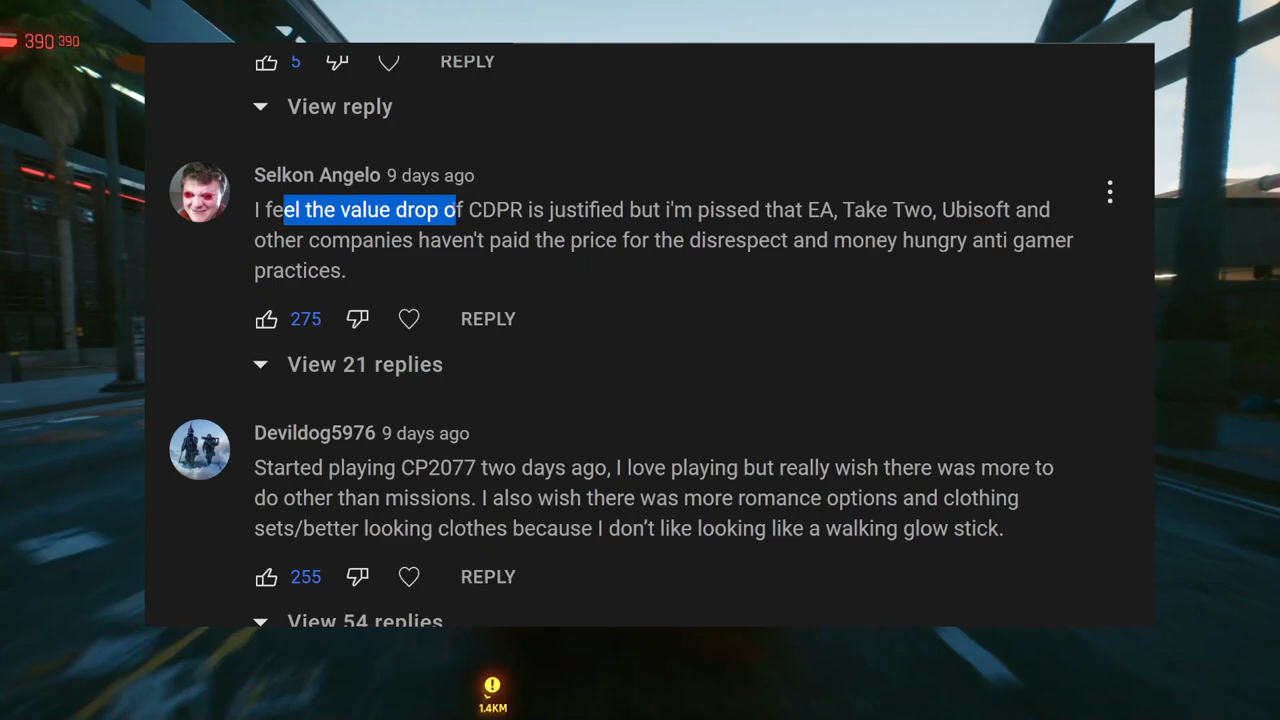 390 390
5 REPLY
View reply
Selkon Angelo 9 days ago
I feel the value drop of CDPR is justified but i'm pissed that EA, Take Two, Ubisoft and
other companies haven't paid the price for the disrespect and money hungry anti gamer
practices.
275 REPLY
View 21 replies
Devildog5976 9 days ago
Started playing CP2077 two days ago, I love playing but really wish there was more to
do other than missions. I also wish there was more romance options and clothing
sets/better looking clothes because I don’t like looking like a walking glow stick.
255 REPLY
View 54 replies
1.4KM